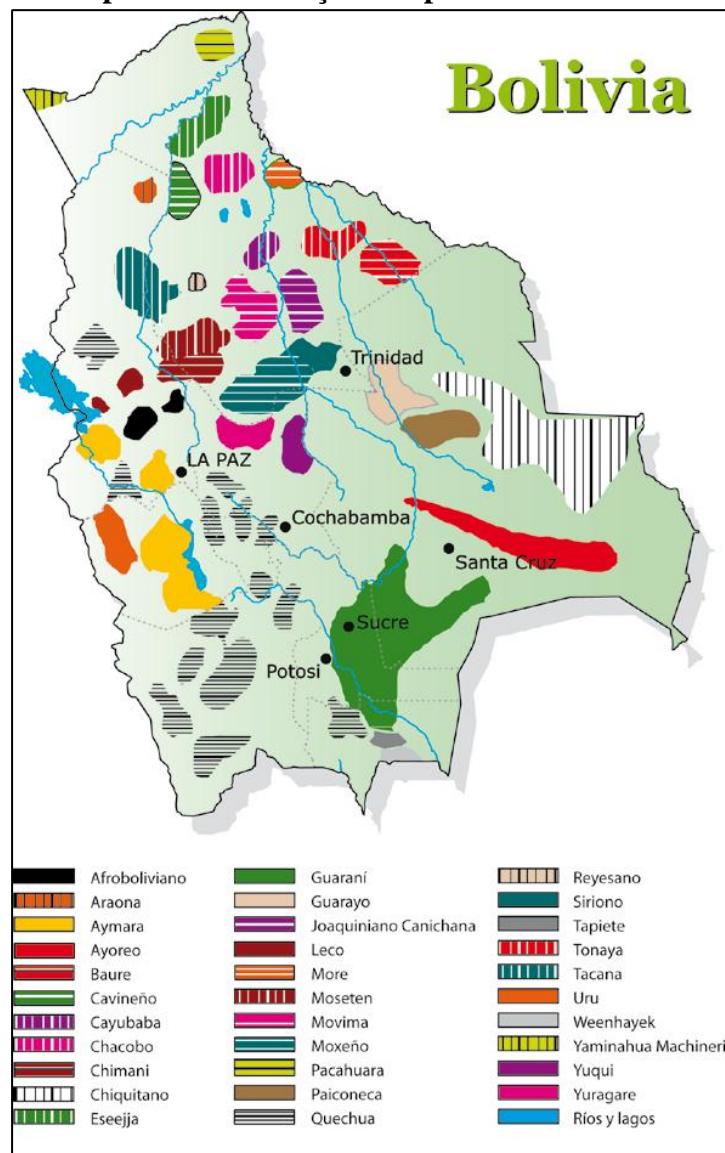 Bolivia
Trinidad
LA PAZ
Cochabamba
Santa Cruz
Sucre
Potosi
Afroboliviano
Araona
Aymara
Ayoreo
Baure
Cavineño
Cayubaba
Chacobo
Chimani
Chiquitano
Eseejja
Guaraní
Guarayo
Joaquiniano Canichana
Leco
More
Moseten
Movima
Moxeño
Pacahuara
Paiconeca
Quechua
Reyesano
Siriono
Tapiete
Tonaya
Tacana
Uru
Weenhayek
Yaminahua Machineri
Yuqui
Yuragare
Ríos y lagos